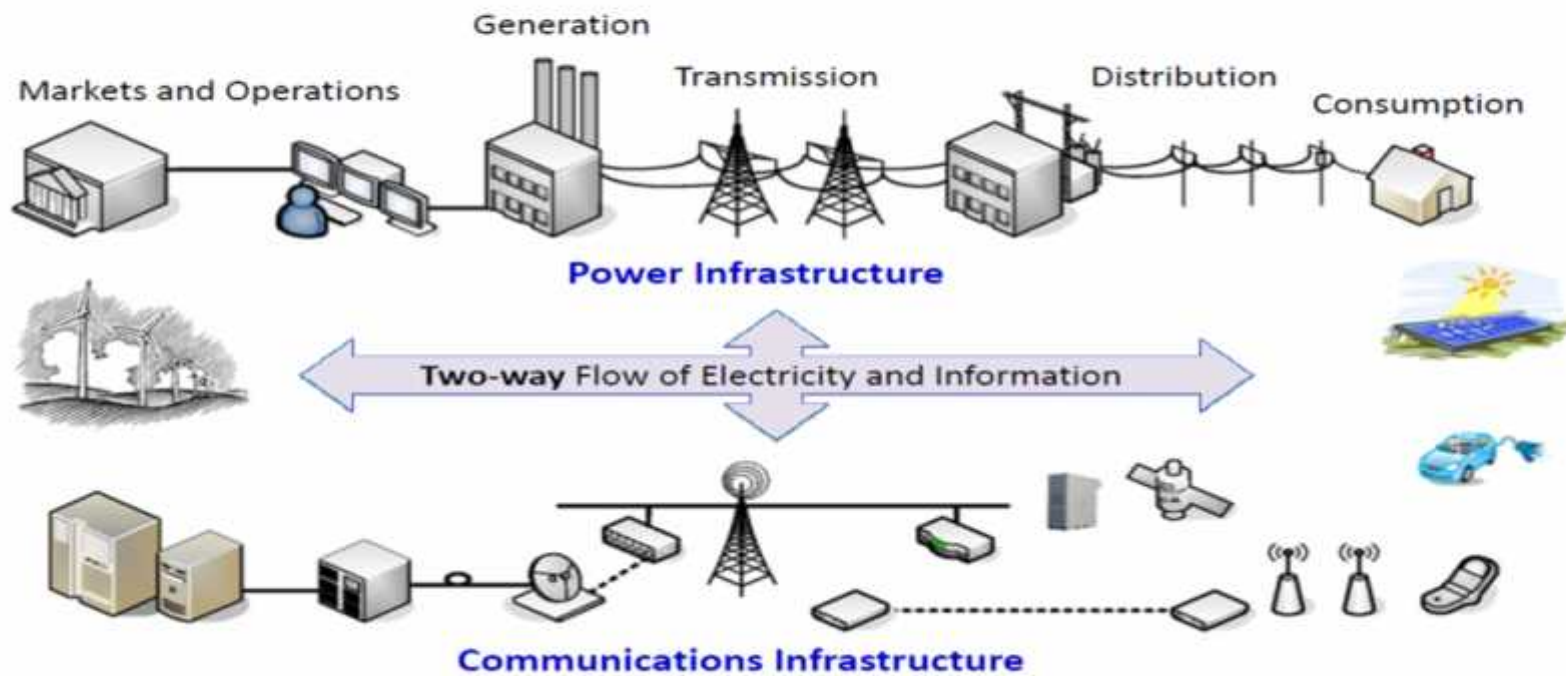 Generation
Markets and Operations
Transmission
Distribution
Consumption
Power Infrastructure
Two-way Flow of Electricity and Information
Communications Infrastructure